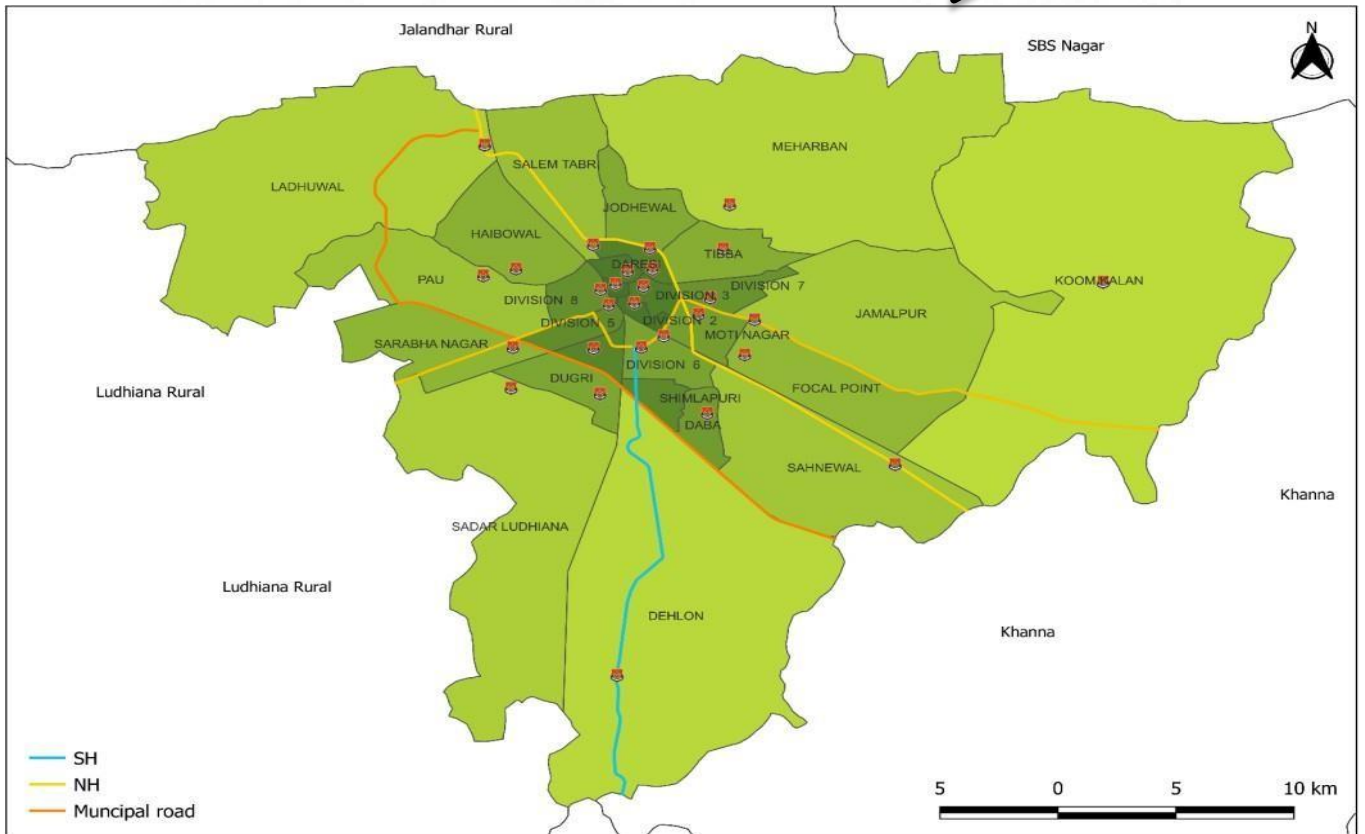 Jalandhar Rural
N
SBS Nagar
MEHARBAN
SALEM TABRI
LADHUWAL
JODHEWAL
HAIBOWAL
TIBBA
DARESI
PAU
KOOM KALAN
DIVISION 7
DIVISION 8
DIVISION 3
JAMALPUR
DIVISION 5
DIVISION 2
MOTI NAGAR
SARABHA NAGAR
DIVISION 6
DUGRI
FOCAL POINT
Ludhiana Rural
SHIMLAPURI
DABA
SAHNEWAL
Khanna
SADAR LUDHIANA
Ludhiana Rural
DEHLON
Khanna
SH
NH
Muncipal road
5 0 5 10 km